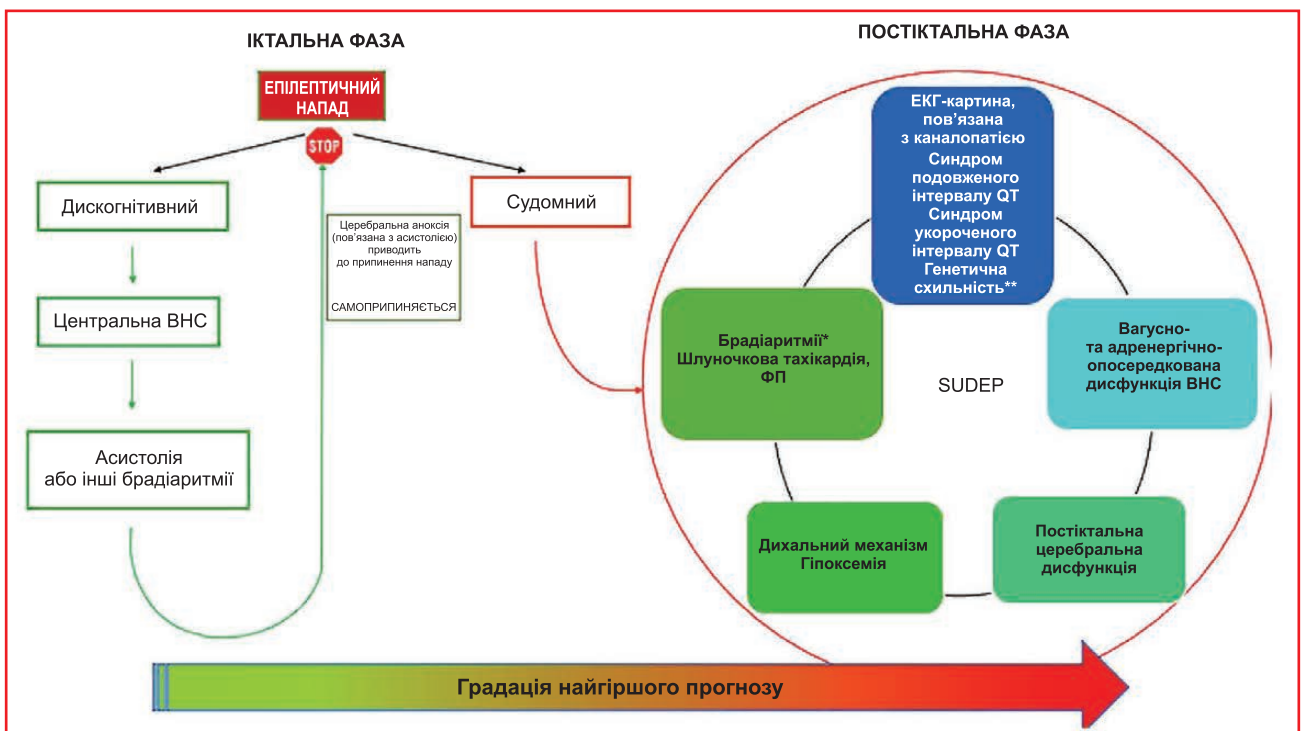 ІКТАЛЬНА ФАЗА
ЕПІЛЕПТИЧНИЙ
НАПАД
STOP
Дискогнітивний
Судомний
Церебральна аноксія
(пов’язана з асистолією)
приводить
до припинення нападу
САМОПРИПИНЯЄТЬСЯ
Центральна ВНС
Асистолія
або інші брадіаритмії
ПОСТІКТАЛЬНА ФАЗА
ЕКГ-картина,
пов’язана
з каналопатією
Синдром
подовженого
інтервалу QT
Синдром
укороченого
інтервалу QT
Генетична
схильність**
Брадіаритмії*
Шлуночкова тахікардія,
ФП
SUDEP
Вагусно-
та адренергічно-
опосередкована
дисфункція ВНС
Дихальний механізм
Гіпоксемія
Постіктальна
церебральна
дисфункція
Градація найгіршого прогнозу